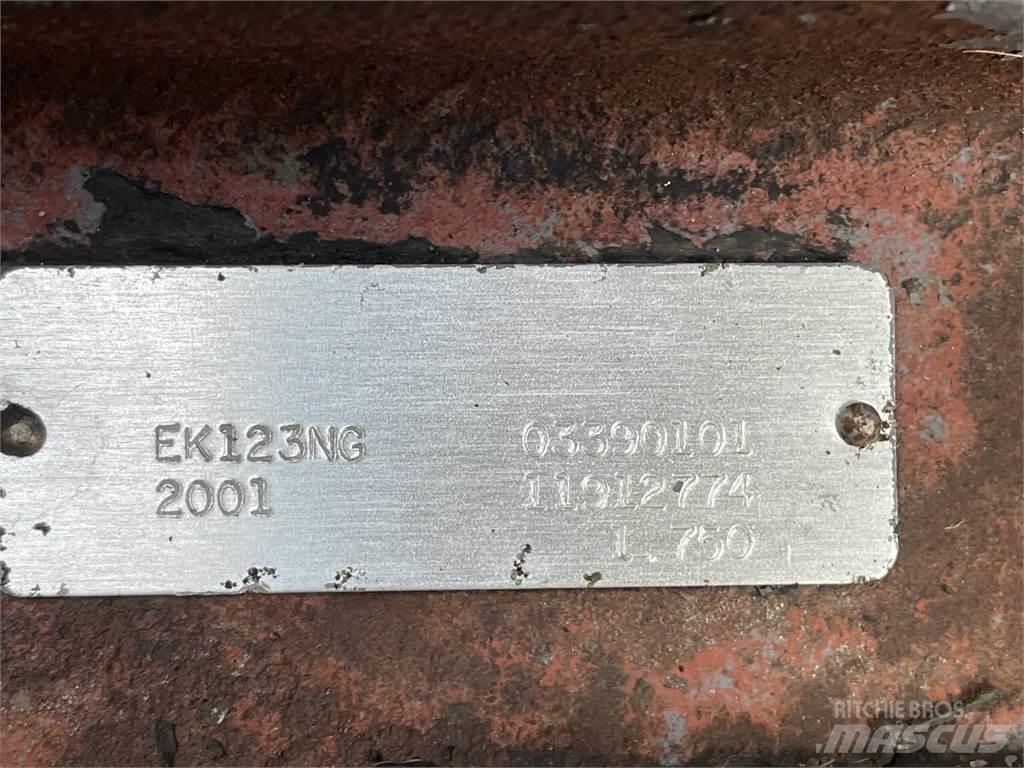 EK123NG 03390101
2001 11912774
1.750
RITCHIE BROS.
MASCUS